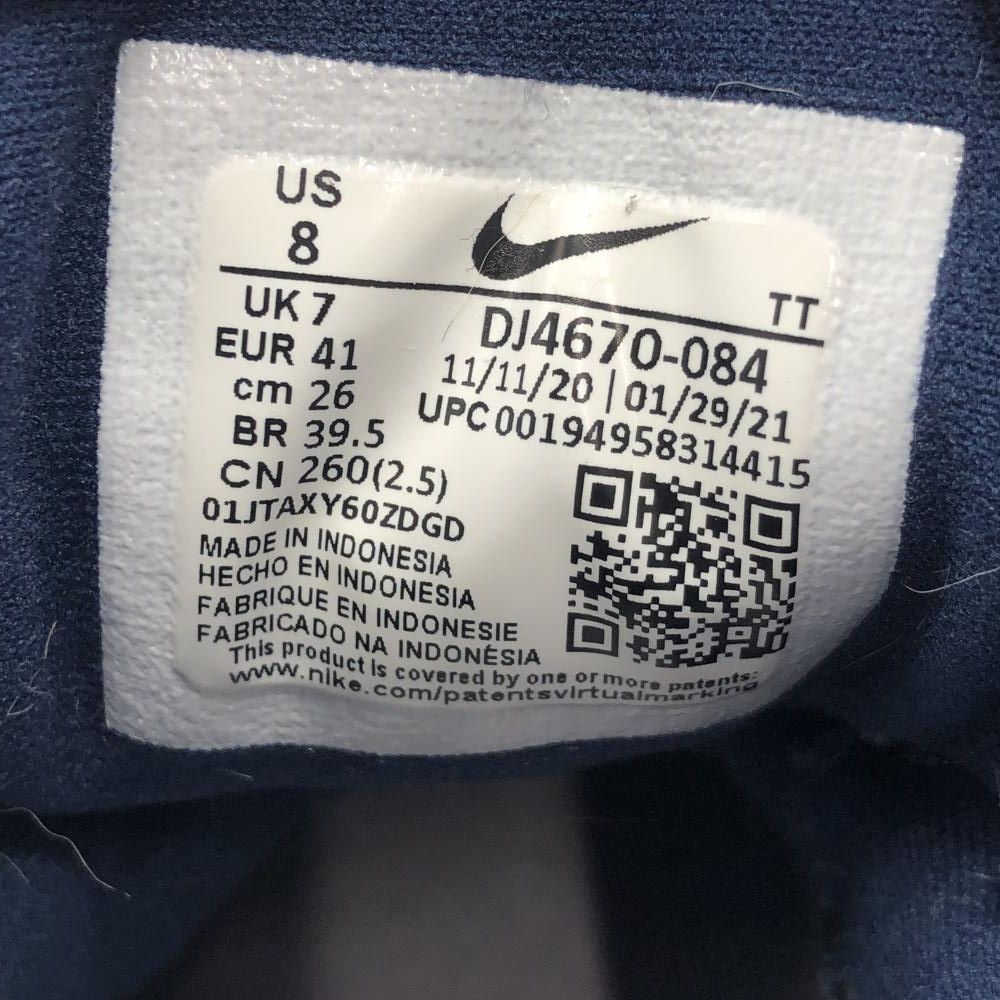 US
8
TT
UK 7
EUR 41
cm 26
BR 39.5
CN 260(2.5)
DJ4670-084
11/11/20 | 01/29/21
UPC 00194958314415
01JTAXY60ZDGD
MADE IN INDONESIA
HECHO EN INDONESIA
FABRIQUE EN INDONESIE
FABRICADO NA INDONÉSIA
This product is covered by one or more patents:
www.nike.com/patentsvirtualmarking